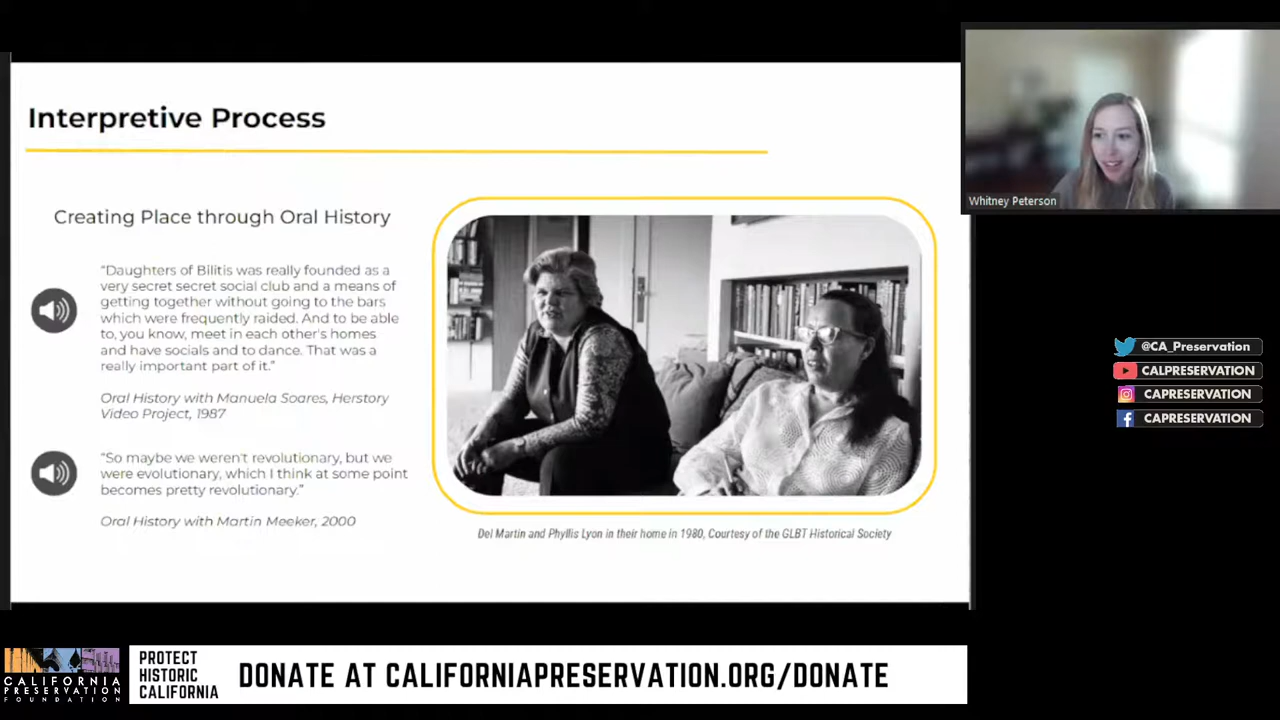 Interpretive Process
Creating Place through Oral History
“Daughters of Bilitis was really founded as a
very secret secret social club and a means of
getting together without going to the bars
which were frequently raided. And to be able
to, you know, meet in each other's homes
and have socials and to dance. That was a
really important part of it.”
Oral History with Manuela Soares, Herstory
Video Project, 1987
“So maybe we weren't revolutionary, but we
were evolutionary, which I think at some point
becomes pretty revolutionary.”
Oral History with Martin Meeker, 2000
Del Martin and Phyllis Lyon in their home in 1980, Courtesy of the GLBT Historical Society
Whitney Peterson
@CA_Preservation
CALPRESERVATION
CAPRESERVATION
CAPRESERVATION
CALIFORNIA
PRESERVATION
FOUNDATION
PROTECT
HISTORIC
CALIFORNIA
DONATE AT CALIFORNIAPRESERVATION.ORG/DONATE